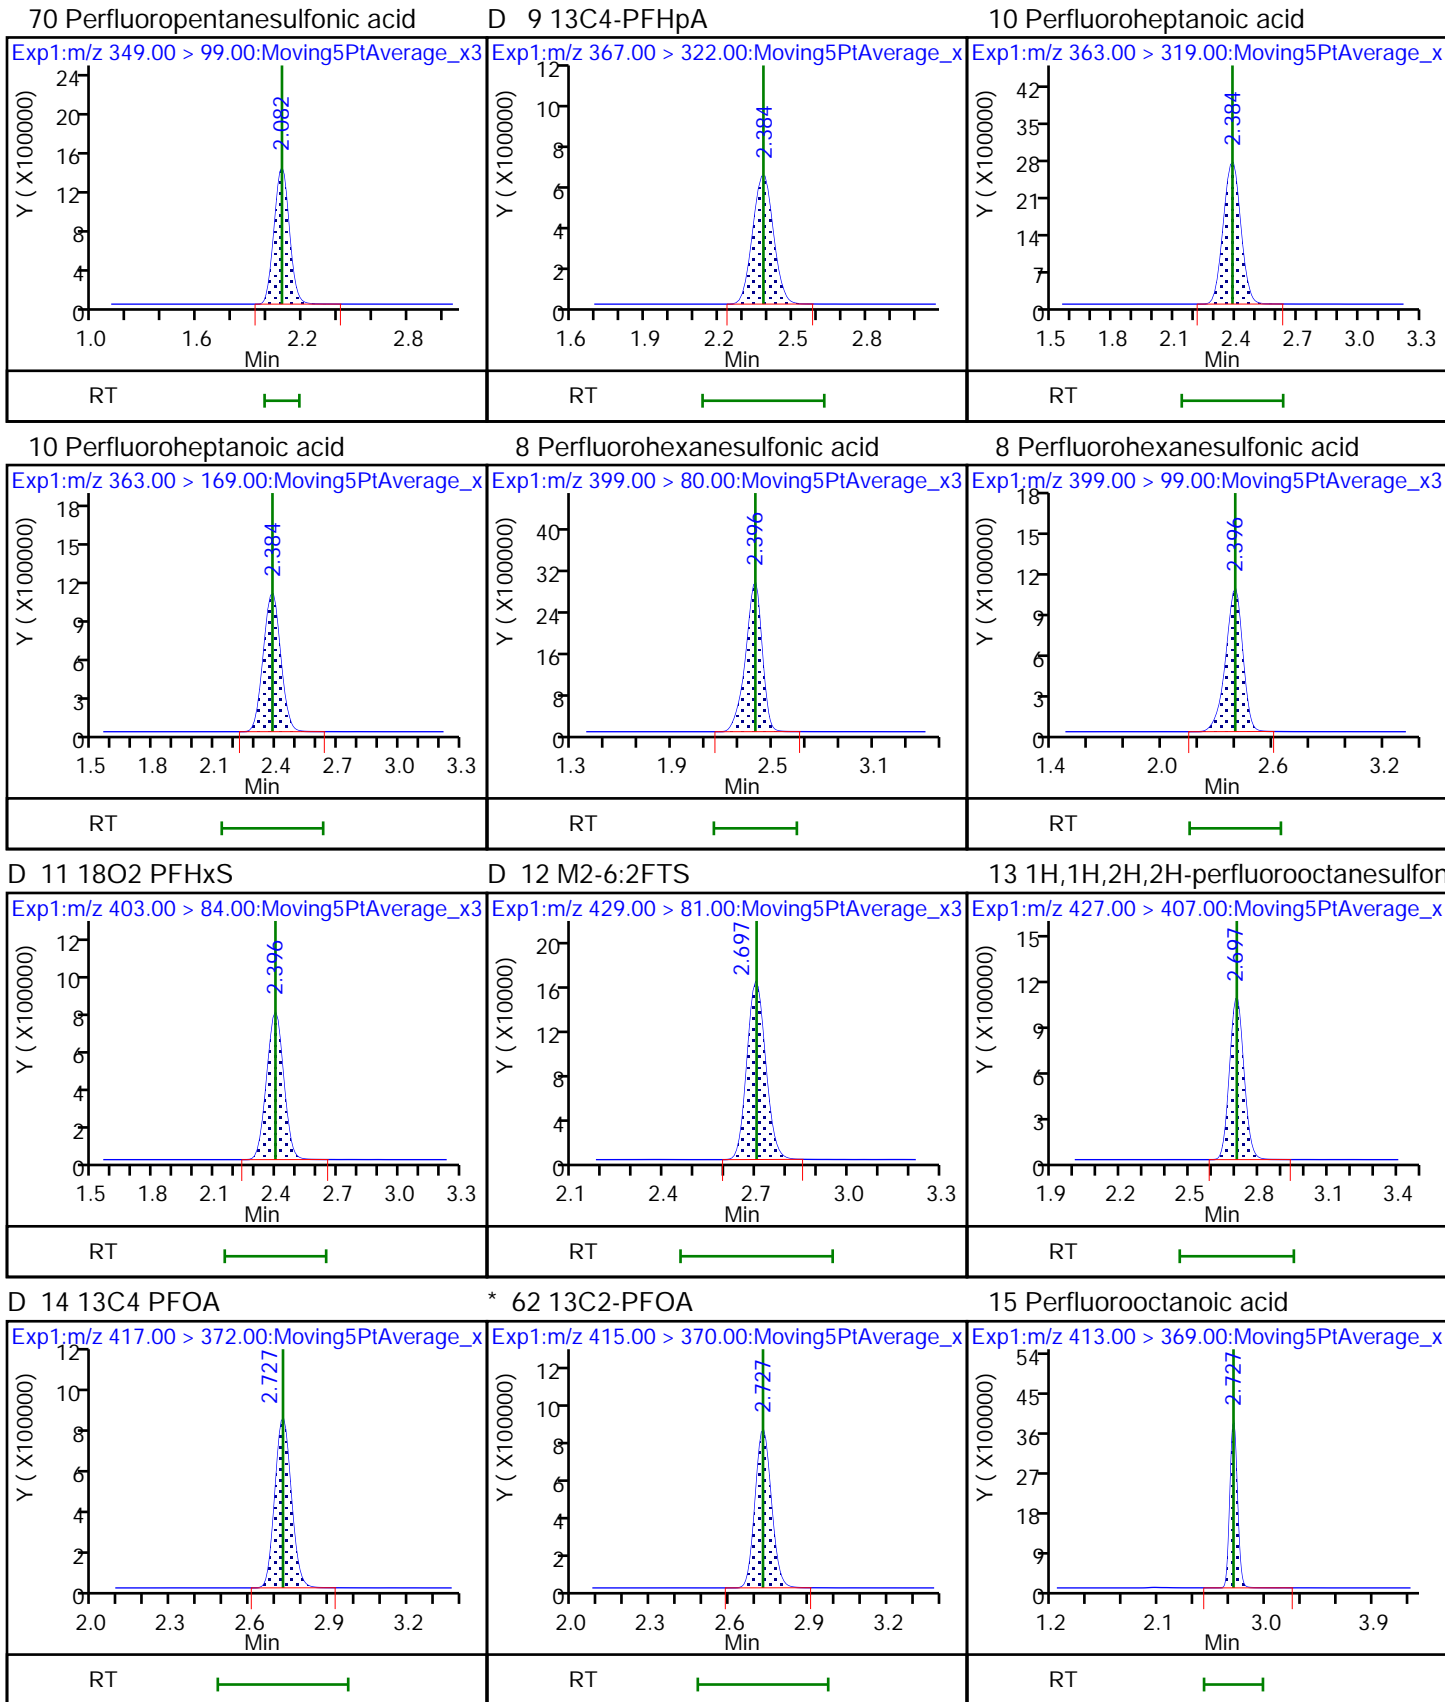 70 Perfluoropentanesulfonic acid
Exp1:m/z 349.00 > 99.00:Moving5PtAverage_x3
Y ( X100000)
24
20
16
12
8
4
0
2.082
1.0 1.6 2.2 2.8
Min
RT
D 9 13C4-PFHpA
Exp1:m/z 367.00 > 322.00:Moving5PtAverage_x
Y ( X100000)
12
10
8
6
4
2
0
2.384
1.6 1.9 2.2 2.5 2.8
Min
RT
10 Perfluoroheptanoic acid
Exp1:m/z 363.00 > 319.00:Moving5PtAverage_x
Y ( X100000)
42
35
28
21
14
7
0
2.384
1.5 1.8 2.1 2.4 2.7 3.0 3.3
Min
RT
10 Perfluoroheptanoic acid
Exp1:m/z 363.00 > 169.00:Moving5PtAverage_x
Y ( X100000)
18
15
12
9
6
3
0
2.384
1.5 1.8 2.1 2.4 2.7 3.0 3.3
Min
RT
8 Perfluorohexanesulfonic acid
Exp1:m/z 399.00 > 80.00:Moving5PtAverage_x3
Y ( X100000)
40
32
24
16
8
0
2.396
1.3 1.9 2.5 3.1
Min
RT
8 Perfluorohexanesulfonic acid
Exp1:m/z 399.00 > 99.00:Moving5PtAverage_x3
Y ( X100000)
18
15
12
9
6
3
0
2.396
1.4 2.0 2.6 3.2
Min
RT
D 11 18O2 PFHxS
Exp1:m/z 403.00 > 84.00:Moving5PtAverage_x3
Y ( X100000)
12
10
8
6
4
2
0
2.396
1.5 1.8 2.1 2.4 2.7 3.0 3.3
Min
RT
D 12 M2-6:2FTS
Exp1:m/z 429.00 > 81.00:Moving5PtAverage_x3
Y ( X100000)
20
16
12
8
4
0
2.697
2.1 2.4 2.7 3.0 3.3
Min
RT
13 1H,1H,2H,2H-perfluorooctanesulfon
Exp1:m/z 427.00 > 407.00:Moving5PtAverage_x
Y ( X100000)
15
12
9
6
3
0
2.697
1.9 2.2 2.5 2.8 3.1 3.4
Min
RT
D 14 13C4 PFOA
Exp1:m/z 417.00 > 372.00:Moving5PtAverage_x
Y ( X100000)
12
10
8
6
4
2
0
2.727
2.0 2.3 2.6 2.9 3.2
Min
RT
* 62 13C2-PFOA
Exp1:m/z 415.00 > 370.00:Moving5PtAverage_x
Y ( X100000)
12
10
8
6
4
2
0
2.727
2.0 2.3 2.6 2.9 3.2
Min
RT
15 Perfluorooctanoic acid
Exp1:m/z 413.00 > 369.00:Moving5PtAverage_x
Y ( X100000)
54
45
36
27
18
9
0
2.727
1.2 2.1 3.0 3.9
Min
RT